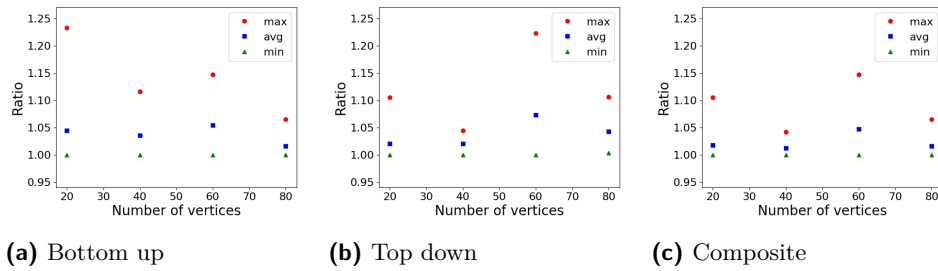 1.25
1.20
1.15
1.10
1.05
1.00
0.95
Ratio
max
avg
min
20 30 40 50 60 70 80
Number of vertices
(a) Bottom up
1.25
1.20
1.15
1.10
1.05
1.00
0.95
Ratio
max
avg
min
20 30 40 50 60 70 80
Number of vertices
(b) Top down
1.25
1.20
1.15
1.10
1.05
1.00
0.95
Ratio
max
avg
min
20 30 40 50 60 70 80
Number of vertices
(c) Composite